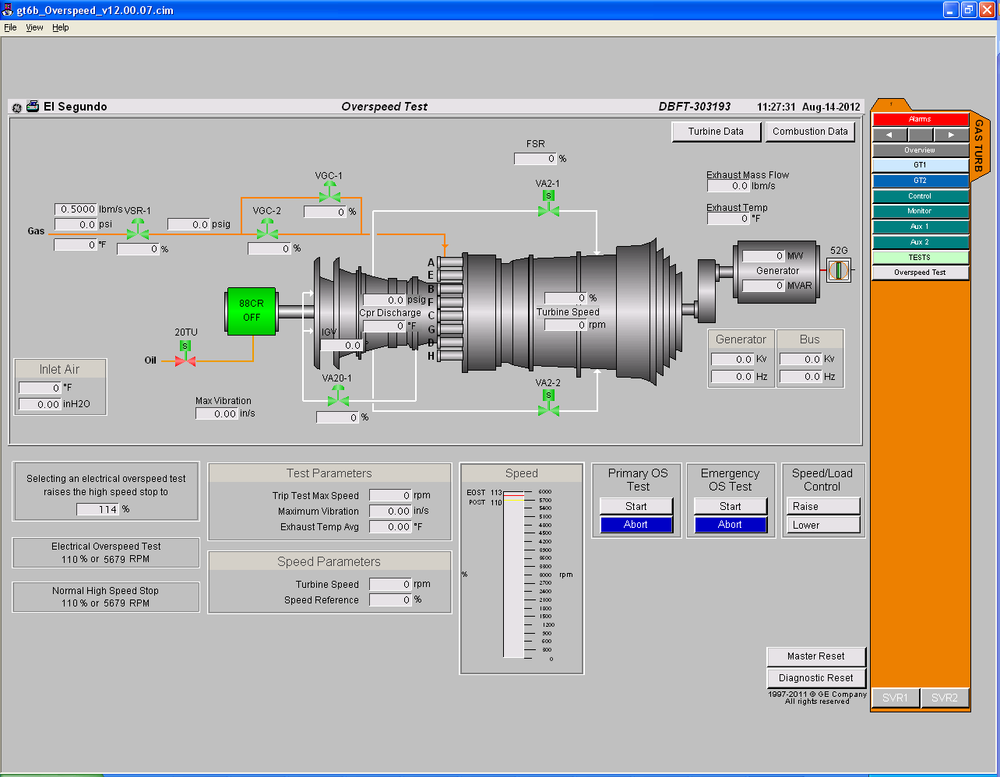 gt6b_Overspeed_v12.00.07.cim
File View Help
El Segundo Overspeed Test DBFT-303193 11:27:31 Aug-14-2012
Turbine Data Combustion Data
FSR
0 %
VGC-1
0 %
VA2-1
S
Exhaust Mass Flow
0.0 lbm/s
Exhaust Temp
0 °F
0.5000 lbm/s
VSR-1
VGC-2
0.0 psi
0.0 psig
Gas
0 °F
0 %
0 %
52G
0 MW
Generator
0 MVAR
A
E
B
F
C
G
D
H
88CR
OFF
0.0 psig
Cpr Discharge
0 °F
0 %
Turbine Speed
0 rpm
IGV
0.0 °
20TU
S
Oil
Generator
0.0 Kv
0.0 Hz
Bus
0.0 Kv
0.0 Hz
Inlet Air
0 °F
0.00 inH2O
VA20-1
0 %
VA2-2
S
Max Vibration
0.00 in/s
Selecting an electrical overspeed test
raises the high speed stop to
114 %
Electrical Overspeed Test
110 % or 5679 RPM
Normal High Speed Stop
110 % or 5679 RPM
Test Parameters
Trip Test Max Speed 0 rpm
Maximum Vibration 0.00 in/s
Exhaust Temp Avg 0.00 °F
Speed Parameters
Turbine Speed 0 rpm
Speed Reference 0 %
Speed
EOST 113
POST 110
%
rpm
6000
5700
5400
5100
4800
4500
4200
3900
3600
3300
3000
2700
2400
2100
1800
1500
1200
900
600
300
0
Primary OS
Test
Start
Abort
Emergency
OS Test
Start
Abort
Speed/Load
Control
Raise
Lower
Master Reset
Diagnostic Reset
1997-2011 © GE Company
All rights reserved
1
GAS TURB
Alarms
Overview
GT1
GT2
Control
Monitor
Aux 1
Aux 2
TESTS
Overspeed Test
SVR1 SVR2